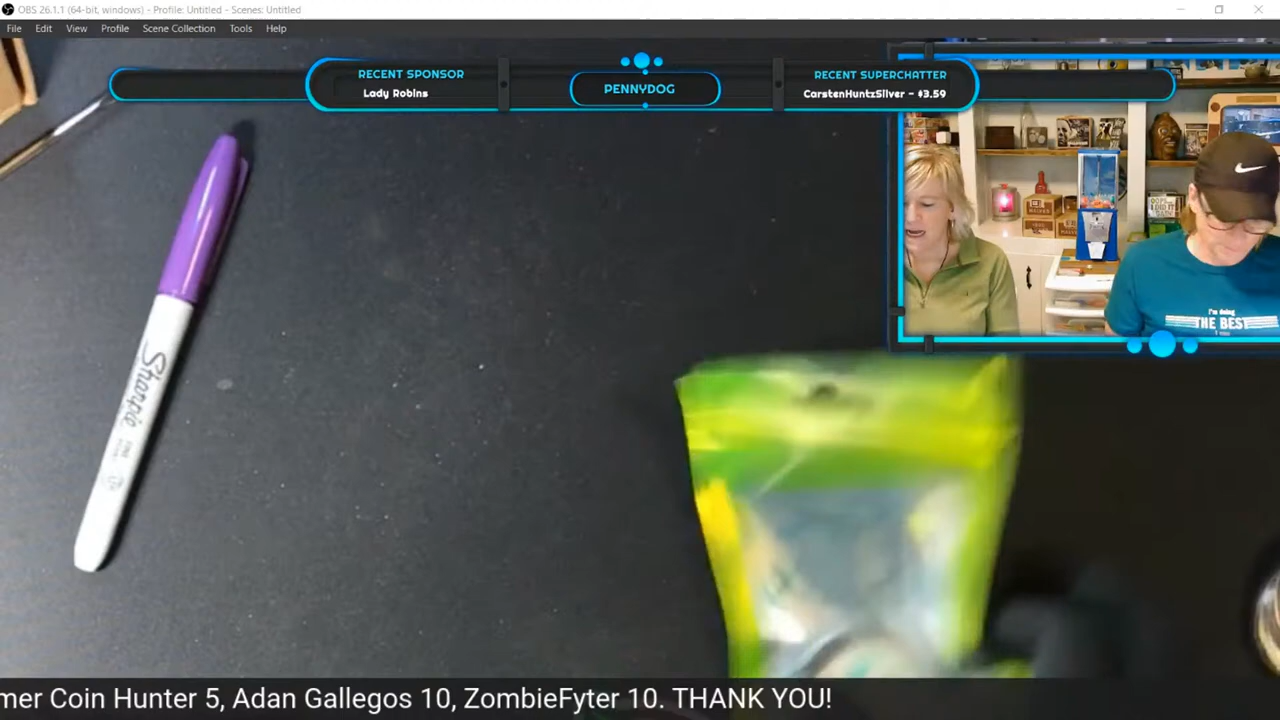 OBS 26.1.1 (64-bit, windows) - Profile: Untitled - Scenes: Untitled
File Edit View Profile Scene Collection Tools Help
RECENT SPONSOR
Lady Robins
PENNYDOG
RECENT SUPERCHATTER
CarstenHuntzSilver - $3.59
I'm doing
THE BEST
Sharpie
mer Coin Hunter 5, Adan Gallegos 10, ZombieFyter 10. THANK YOU!